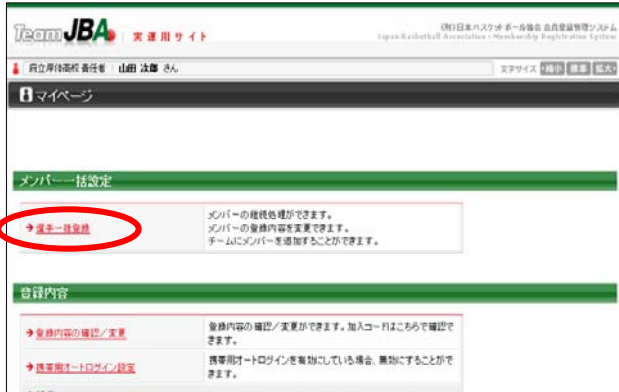 Team JBA 実運用サイト
(財)日本バスケットボール協会 会員登録管理システム
Japan Basketball Association : Membership Registration System
府立岸体高校 責任者 山田 次郎 さん
文字サイズ 縮小 標準 拡大
マイページ
メンバー一括設定
選手一括登録
メンバーの継続処理ができます。
メンバーの登録内容を変更できます。
チームにメンバーを追加することができます。
登録内容
登録内容の確認/変更
登録内容の確認/変更ができます。加入コードはこちらで確認で
きます。
携帯用オートログイン設定
携帯用オートログインを有効にしている場合、無効にすることがで
きます。